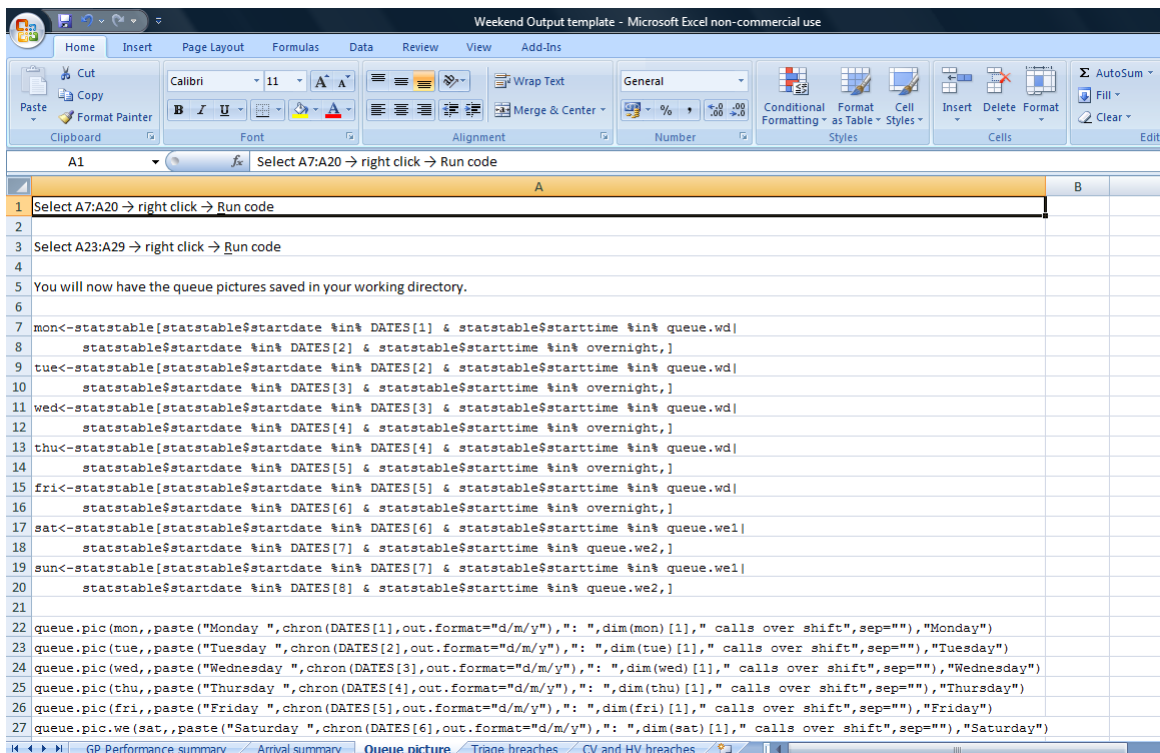 Weekend Output template - Microsoft Excel non-commercial use
Home Insert Page Layout Formulas Data Review View Add-Ins
Paste
Cut
Copy
Format Painter
Clipboard
Calibri 11 A A
B I U A
Font
Wrap Text
Merge & Center
Alignment
General
% , .0 .00 .00 .0
Number
Conditional Formatting
Format as Table
Cell Styles
Styles
Insert Delete Format
Cells
Σ AutoSum
Fill
Clear
Edit
A1 fx Select A7:A20 → right click → Run code
A B
1 Select A7:A20 → right click → Run code
2
3 Select A23:A29 → right click → Run code
4
5 You will now have the queue pictures saved in your working directory.
6
7 mon<-statstable[statstable$startdate %in% DATES[1] & statstable$starttime %in% queue.wd|
8 statstable$startdate %in% DATES[2] & statstable$starttime %in% overnight,]
9 tue<-statstable[statstable$startdate %in% DATES[2] & statstable$starttime %in% queue.wd|
10 statstable$startdate %in% DATES[3] & statstable$starttime %in% overnight,]
11 wed<-statstable[statstable$startdate %in% DATES[3] & statstable$starttime %in% queue.wd|
12 statstable$startdate %in% DATES[4] & statstable$starttime %in% overnight,]
13 thu<-statstable[statstable$startdate %in% DATES[4] & statstable$starttime %in% queue.wd|
14 statstable$startdate %in% DATES[5] & statstable$starttime %in% overnight,]
15 fri<-statstable[statstable$startdate %in% DATES[5] & statstable$starttime %in% queue.wd|
16 statstable$startdate %in% DATES[6] & statstable$starttime %in% overnight,]
17 sat<-statstable[statstable$startdate %in% DATES[6] & statstable$starttime %in% queue.we1|
18 statstable$startdate %in% DATES[7] & statstable$starttime %in% queue.we2,]
19 sun<-statstable[statstable$startdate %in% DATES[7] & statstable$starttime %in% queue.we1|
20 statstable$startdate %in% DATES[8] & statstable$starttime %in% queue.we2,]
21
22 queue.pic(mon,,paste("Monday ",chron(DATES[1],out.format="d/m/y"),": ",dim(mon)[1]," calls over shift",sep=""),"Monday")
23 queue.pic(tue,,paste("Tuesday ",chron(DATES[2],out.format="d/m/y"),": ",dim(tue)[1]," calls over shift",sep=""),"Tuesday")
24 queue.pic(wed,,paste("Wednesday ",chron(DATES[3],out.format="d/m/y"),": ",dim(wed)[1]," calls over shift",sep=""),"Wednesday")
25 queue.pic(thu,,paste("Thursday ",chron(DATES[4],out.format="d/m/y"),": ",dim(thu)[1]," calls over shift",sep=""),"Thursday")
26 queue.pic(fri,,paste("Friday ",chron(DATES[5],out.format="d/m/y"),": ",dim(fri)[1]," calls over shift",sep=""),"Friday")
27 queue.pic.we(sat,,paste("Saturday ",chron(DATES[6],out.format="d/m/y"),": ",dim(sat)[1]," calls over shift",sep=""),"Saturday")
GP Performance summary Arrival summary Queue picture Triage breaches CV and HV breaches